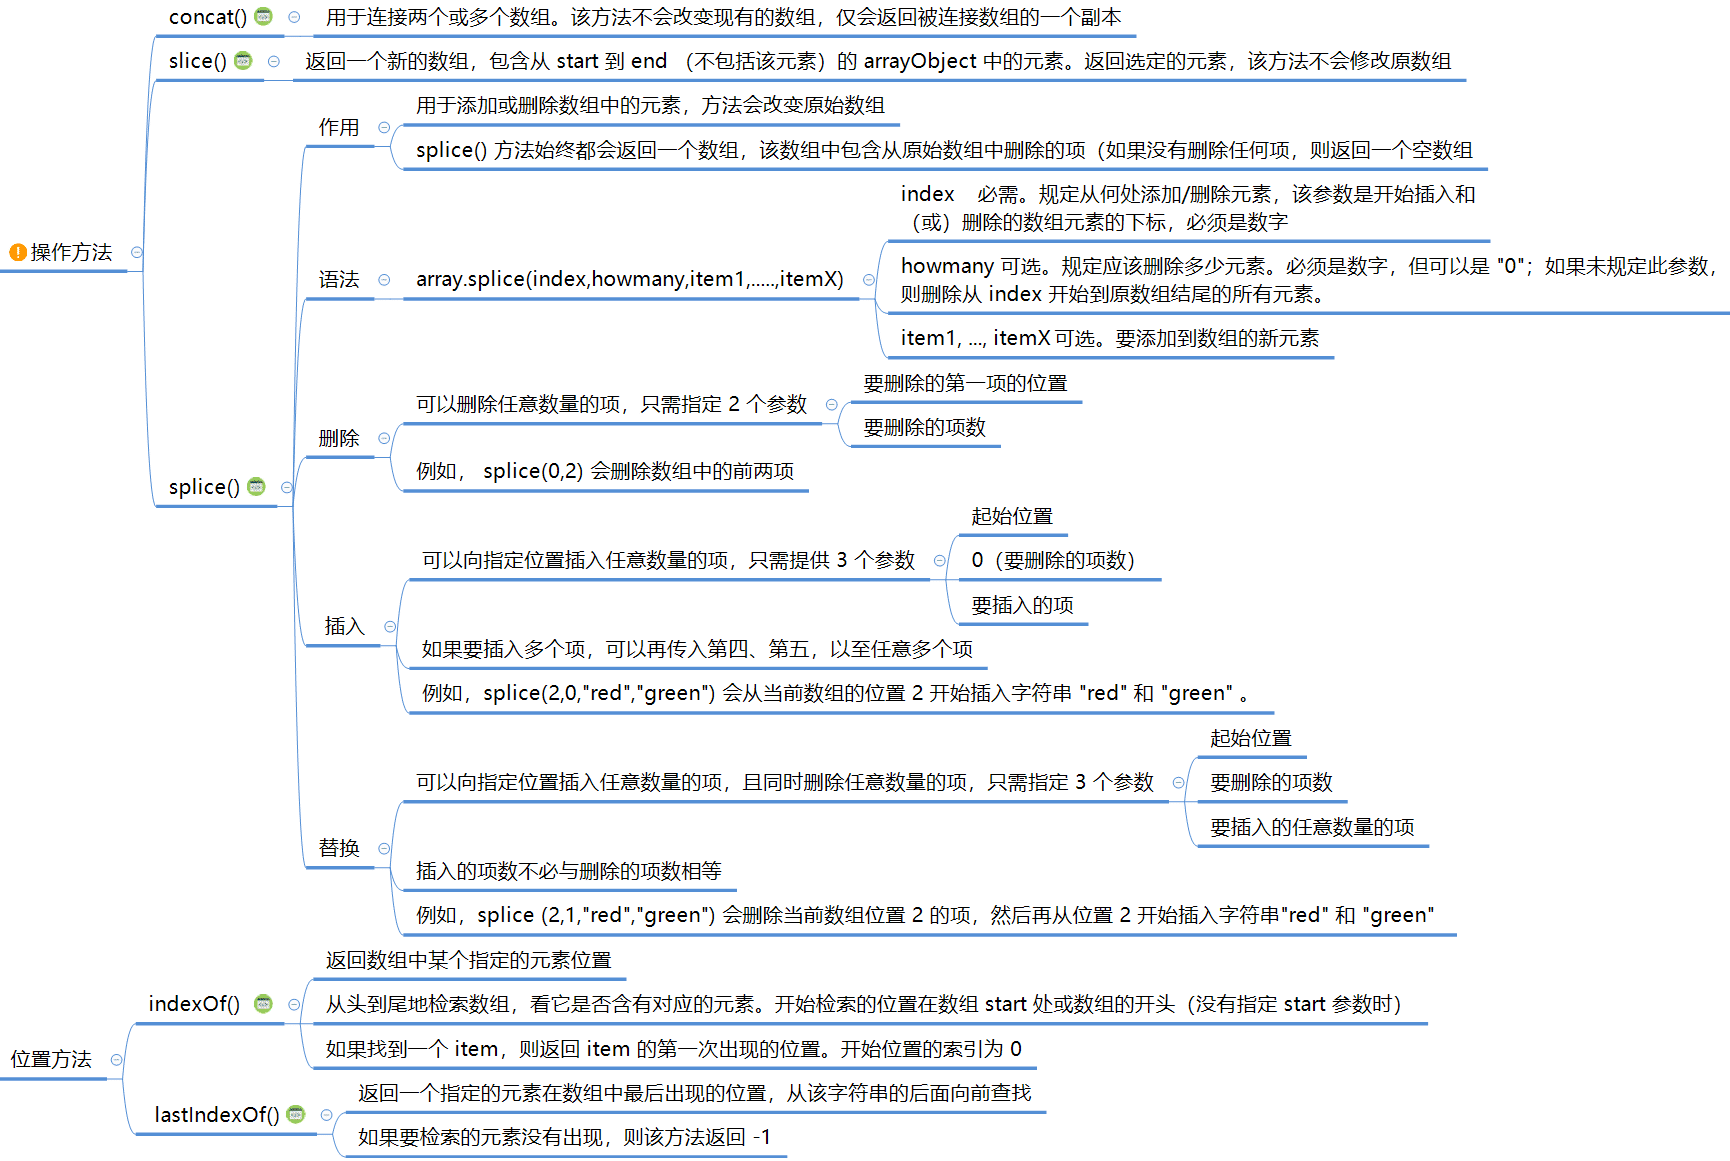 操作方法
concat()
用于连接两个或多个数组。该方法不会改变现有的数组，仅会返回被连接数组的一个副本
slice()
返回一个新的数组，包含从 start 到 end （不包括该元素）的 arrayObject 中的元素。返回选定的元素，该方法不会修改原数组
splice()
作用
用于添加或删除数组中的元素，方法会改变原始数组
splice() 方法始终都会返回一个数组，该数组中包含从原始数组中删除的项（如果没有删除任何项，则返回一个空数组
语法
array.splice(index,howmany,item1,.....,itemX)
index 必需。规定从何处添加/删除元素，该参数是开始插入和
（或）删除的数组元素的下标，必须是数字
howmany 可选。规定应该删除多少元素。必须是数字，但可以是 "0"；如果未规定此参数，
则删除从 index 开始到原数组结尾的所有元素。
item1, ..., itemX 可选。要添加到数组的新元素
删除
可以删除任意数量的项，只需指定 2 个参数
要删除的第一项的位置
要删除的项数
例如， splice(0,2) 会删除数组中的前两项
插入
可以向指定位置插入任意数量的项，只需提供 3 个参数
起始位置
0（要删除的项数）
要插入的项
如果要插入多个项，可以再传入第四、第五，以至任意多个项
例如，splice(2,0,"red","green") 会从当前数组的位置 2 开始插入字符串 "red" 和 "green" 。
替换
可以向指定位置插入任意数量的项，且同时删除任意数量的项，只需指定 3 个参数
起始位置
要删除的项数
要插入的任意数量的项
插入的项数不必与删除的项数相等
例如，splice (2,1,"red","green") 会删除当前数组位置 2 的项，然后再从位置 2 开始插入字符串"red" 和 "green"
位置方法
indexOf()
返回数组中某个指定的元素位置
从头到尾地检索数组，看它是否含有对应的元素。开始检索的位置在数组 start 处或数组的开头（没有指定 start 参数时）
如果找到一个 item，则返回 item 的第一次出现的位置。开始位置的索引为 0
lastIndexOf()
返回一个指定的元素在数组中最后出现的位置，从该字符串的后面向前查找
如果要检索的元素没有出现，则该方法返回 -1